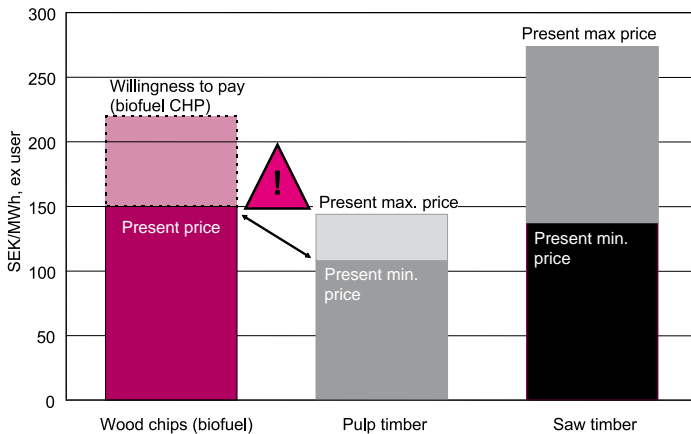 300
250
200
150
100
50
0
SEK/MWh, ex user
Willingness to pay
(biofuel CHP)
Present price
!
Present max. price
Present min.
price
Present max price
Present min.
price
Wood chips (biofuel)
Pulp timber
Saw timber